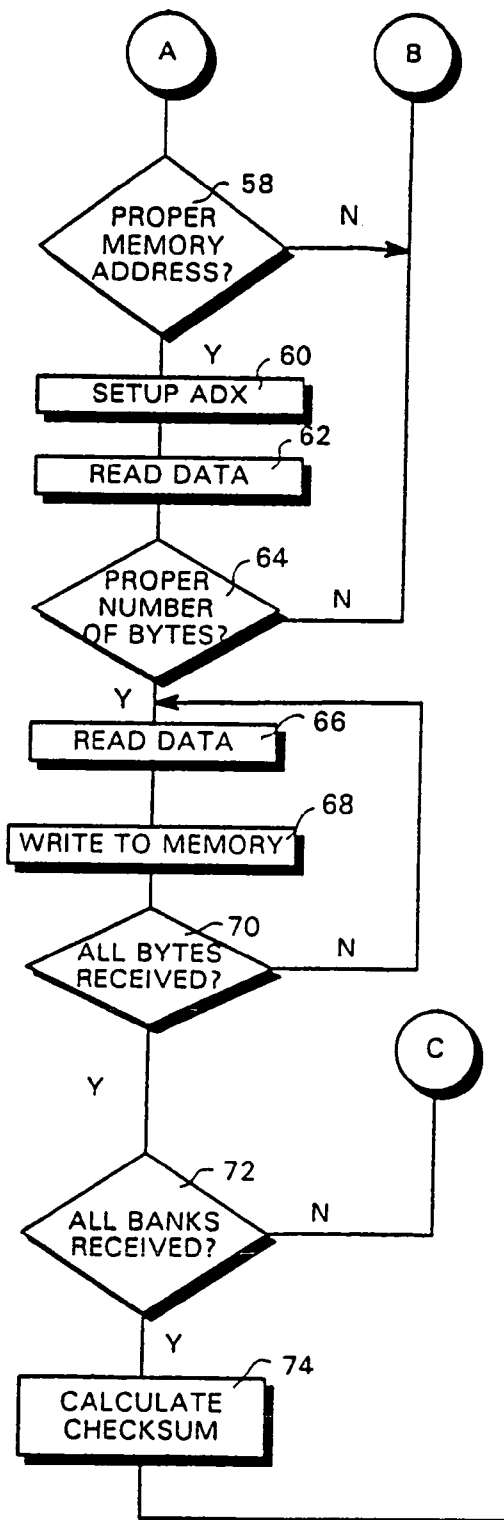 A
B
58
PROPER
MEMORY
ADDRESS?
N
Y
60
SETUP ADX
62
READ DATA
64
PROPER
NUMBER
OF BYTES?
N
Y
66
READ DATA
68
WRITE TO MEMORY
70
ALL BYTES
RECEIVED?
N
C
Y
72
ALL BANKS
RECEIVED?
N
Y
74
CALCULATE
CHECKSUM